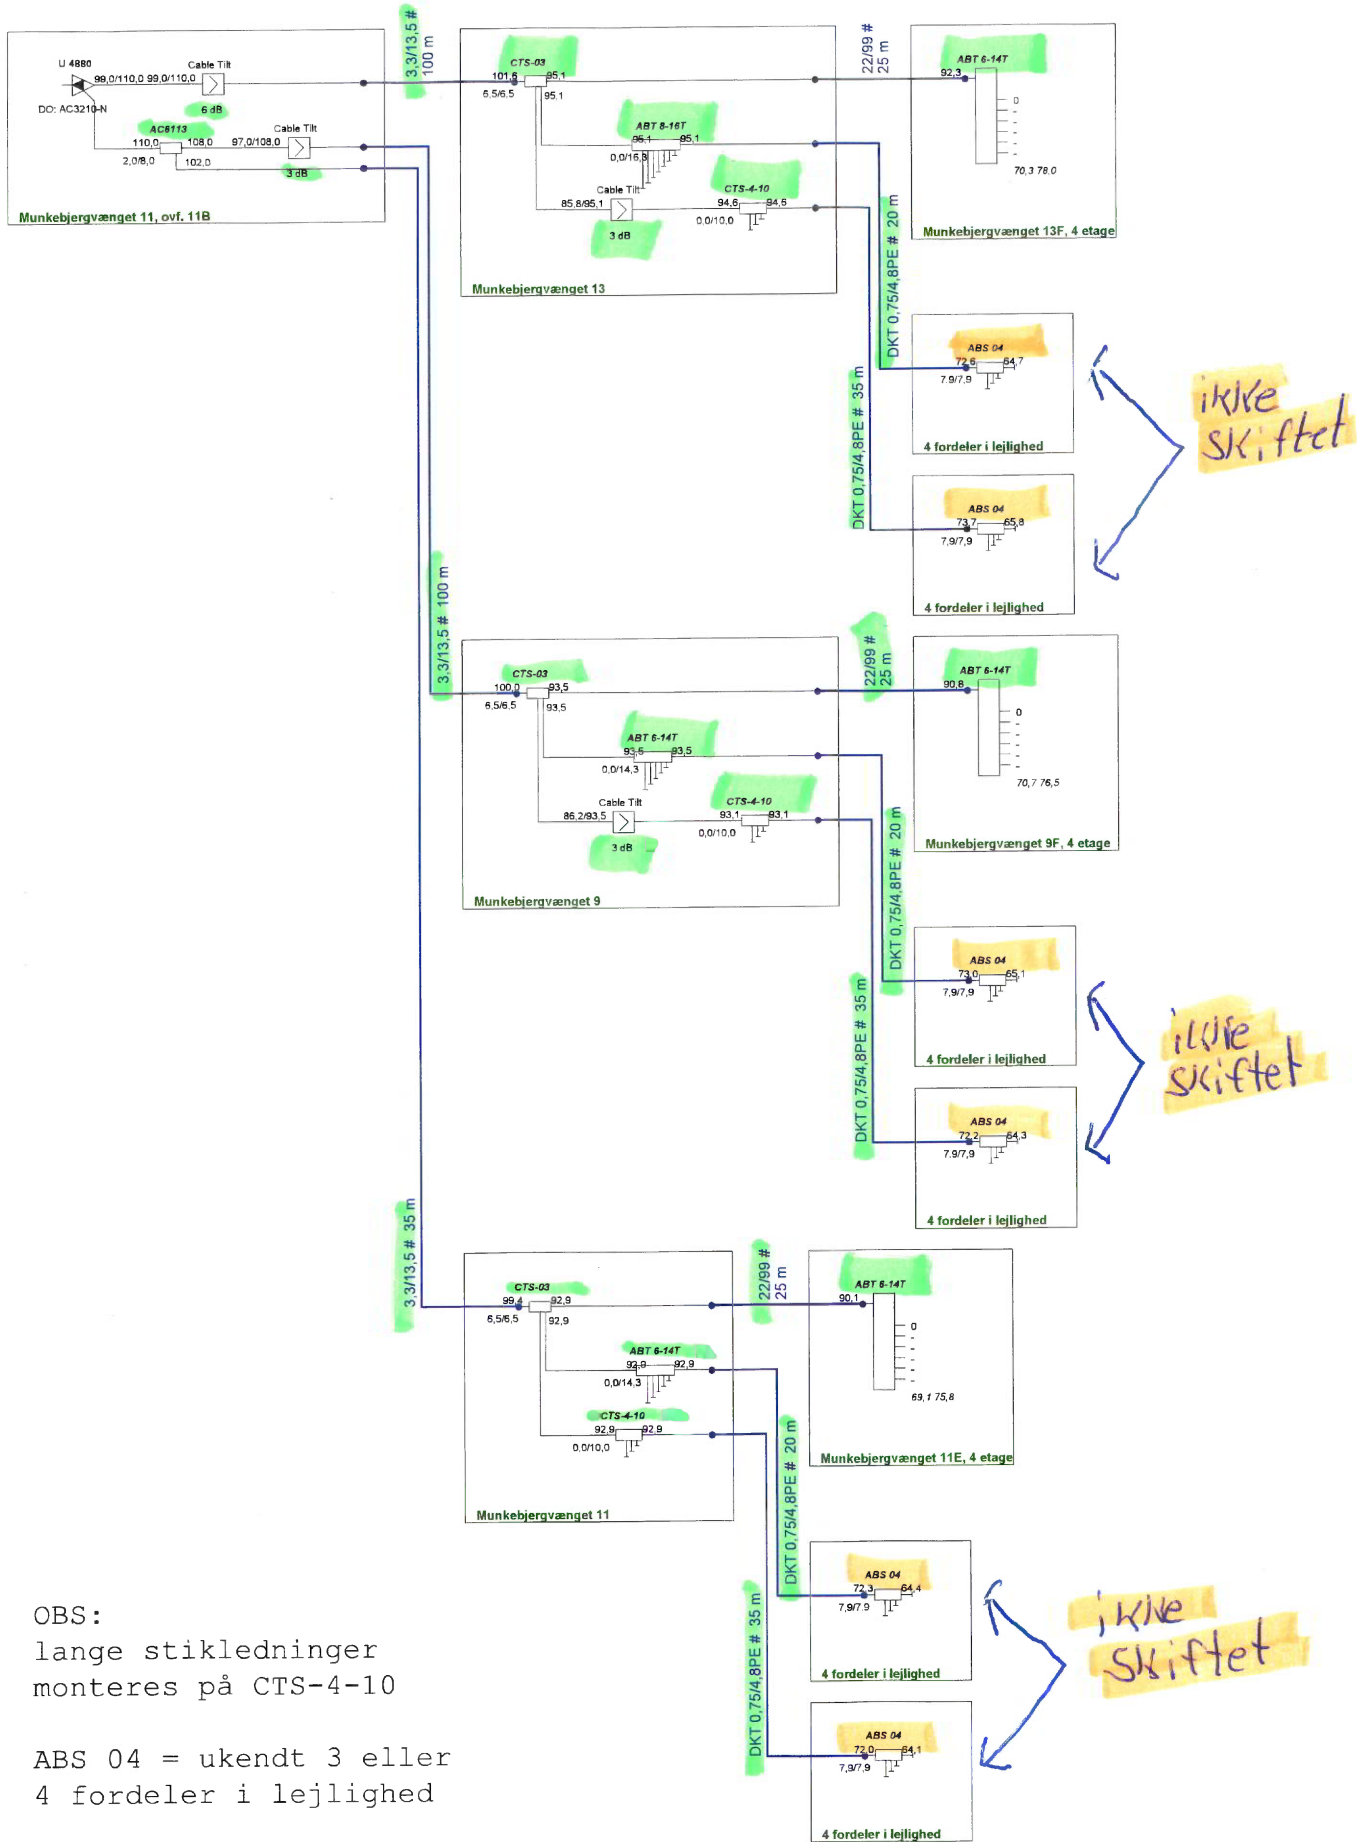 U 4880
99,0/110,0 99,0/110,0
Cable Tilt
DO: AC3210-N
6 dB
AC6113
110,0 108,0
97,0/108,0
Cable Tilt
2,0/8,0
102,0
3 dB
Munkebjergvænget 11, ovf. 11B
3,3/13,5 #
100 m
CTS-03
101,6 95,1
6,5/6,5
95,1
ABT 8-16T
95,1 95,1
0,0/16,3
Cable Tilt
85,8/95,1
3 dB
CTS-4-10
94,6 94,6
0,0/10,0
Munkebjergvænget 13
22/99 #
25 m
ABT 6-14T
92,3
0
70,3 78,0
Munkebjergvænget 13F, 4 etage
DKT 0,75/4,8PE # 20 m
DKT 0,75/4,8PE # 35 m
ABS 04
72,6 64,7
7,9/7,9
4 fordeler i lejlighed
ikke
skiftet
ABS 04
73,7 65,8
7,9/7,9
4 fordeler i lejlighed
3,3/13,5 # 100 m
CTS-03
100,0 93,5
6,5/6,5
93,5
ABT 6-14T
93,5 93,5
0,0/14,3
Cable Tilt
86,2/93,5
3 dB
CTS-4-10
93,1 93,1
0,0/10,0
Munkebjergvænget 9
22/99 #
25 m
ABT 6-14T
90,8
0
70,7 76,5
Munkebjergvænget 9F, 4 etage
DKT 0,75/4,8PE # 20 m
DKT 0,75/4,8PE # 35 m
ABS 04
73,0 65,1
7,9/7,9
4 fordeler i lejlighed
ikke
skiftet
ABS 04
72,2 64,3
7,9/7,9
4 fordeler i lejlighed
3,3/13,5 # 35 m
CTS-03
99,4 92,9
6,5/6,5
92,9
ABT 6-14T
92,9 92,9
0,0/14,3
CTS-4-10
92,9 92,9
0,0/10,0
Munkebjergvænget 11
22/99 #
25 m
ABT 6-14T
90,1
0
69,1 75,8
Munkebjergvænget 11E, 4 etage
DKT 0,75/4,8PE # 20 m
DKT 0,75/4,8PE # 35 m
ABS 04
72,3 64,4
7,9/7,9
4 fordeler i lejlighed
ikke
skiftet
ABS 04
72,0 64,1
7,9/7,9
4 fordeler i lejlighed
OBS:
lange stikledninger
monteres på CTS-4-10
ABS 04 = ukendt 3 eller
4 fordeler i lejlighed